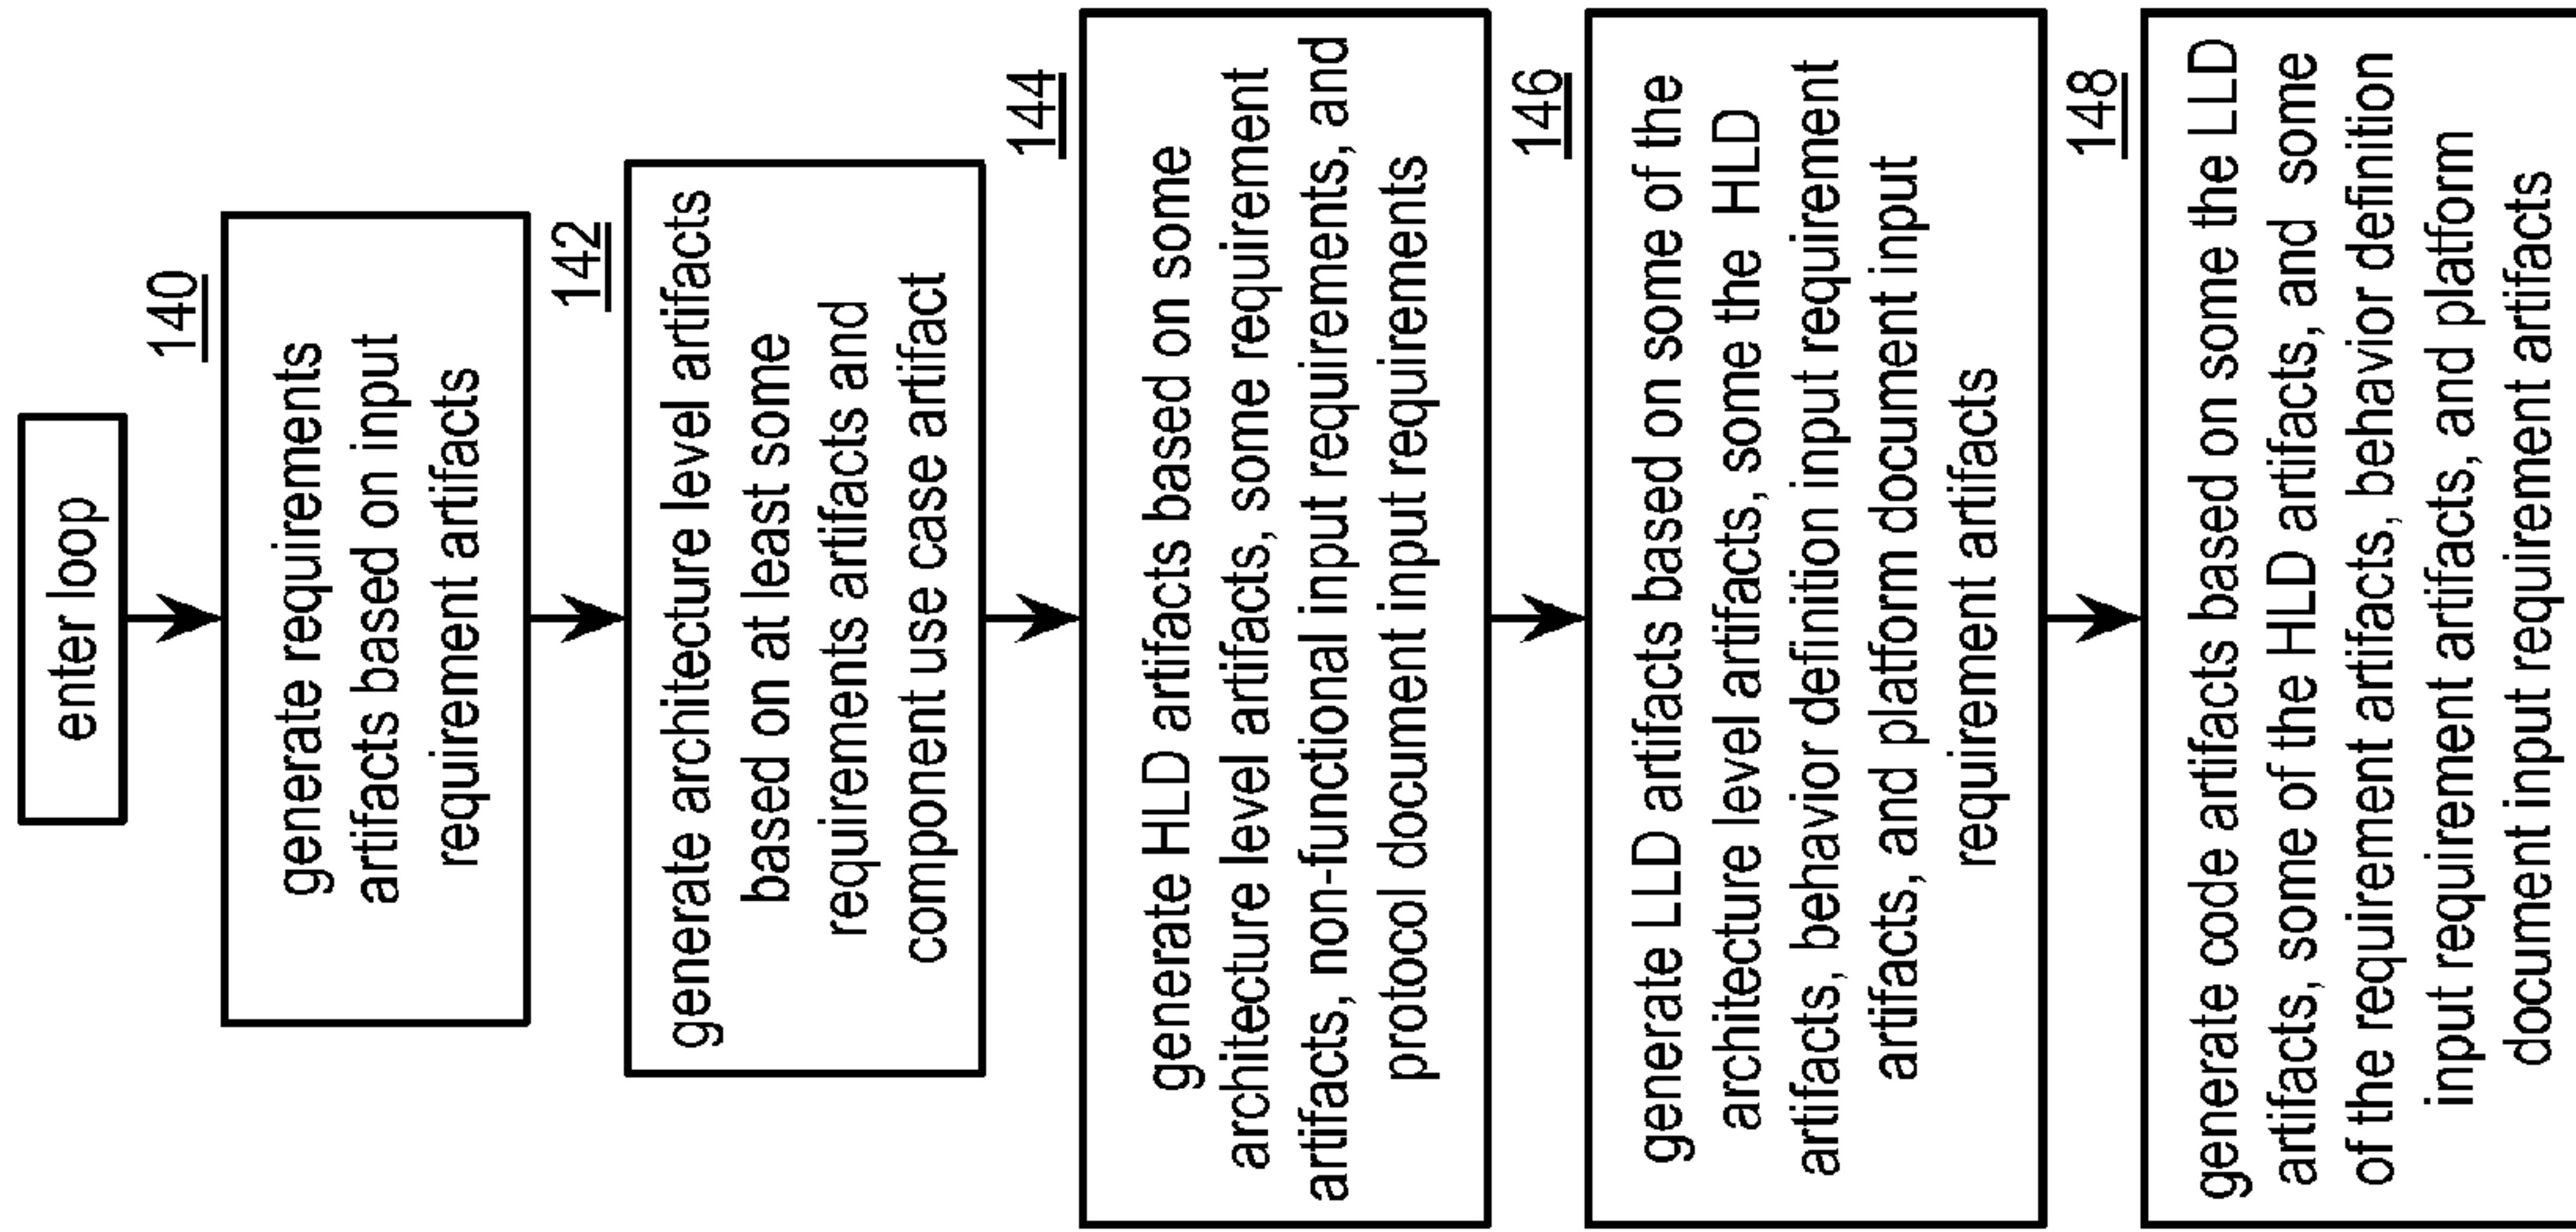 enter loop
140
generate requirements
artifacts based on input
requirement artifacts
142
generate architecture level artifacts
based on at least some
requirements artifacts and
component use case artifact
144
generate HLD artifacts based on some
architecture level artifacts, some requirement
artifacts, non-functional input requirements, and
protocol document input requirements
146
generate LLD artifacts based on some of the
architecture level artifacts, some the HLD
artifacts, behavior definition input requirement
artifacts, and platform document input
requirement artifacts
148
generate code artifacts based on some the LLD
artifacts, some of the HLD artifacts, and some
of the requirement artifacts, behavior definition
input requirement artifacts, and platform
document input requirement artifacts